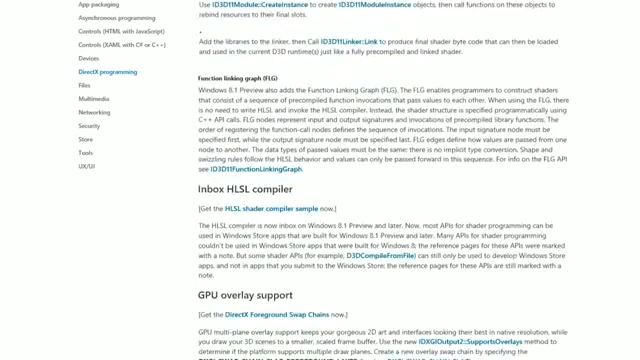 App packaging
Asynchronous programming
Controls (HTML with JavaScript)
Controls (XAML with C# or C++)
Devices
DirectX programming
Files
Multimedia
Networking
Security
Store
Tools
UX/UI
Use ID3D11Module::CreateInstance to create ID3D11ModuleInstance objects, then call functions on these objects to
rebind resources to their final slots.
•
Add the libraries to the linker, then Call ID3D11Linker::Link to produce final shader byte code that can then be loaded
and used in the current D3D runtime(s) just like a fully precompiled and linked shader.
Function linking graph (FLG)
Windows 8.1 Preview also adds the Function Linking Graph (FLG). The FLG enables programmers to construct shaders
that consist of a sequence of precompiled function invocations that pass values to each other. When using the FLG, there
is no need to write HLSL and invoke the HLSL compiler. Instead, the shader structure is specified programmatically using
C++ API calls. FLG nodes represent input and output signatures and invocations of precompiled library functions. The
order of registering the function-call nodes defines the sequence of invocations. The input signature node must be
specified first, while the output signature node must be specified last. FLG edges define how values are passed from one
node to another. The data types of passed values must be the same; there is no implicit type conversion. Shape and
swizzling rules follow the HLSL behavior and values can only be passed forward in this sequence. For info on the FLG API
see ID3D11FunctionLinkingGraph.
Inbox HLSL compiler
[Get the HLSL shader compiler sample now.]
The HLSL compiler is now inbox on Windows 8.1 Preview and later. Now, most APIs for shader programming can be
used in Windows Store apps that are built for Windows 8.1 Preview and later. Many APIs for shader programming
couldn't be used in Windows Store apps that were built for Windows 8; the reference pages for these APIs were marked
with a note. But some shader APIs (for example, D3DCompileFromFile) can still only be used to develop Windows Store
apps, and not in apps that you submit to the Windows Store; the reference pages for these APIs are still marked with a
note.
GPU overlay support
[Get the DirectX Foreground Swap Chains now.]
GPU multi-plane overlay support keeps your gorgeous 2D art and interfaces looking their best in native resolution, while
you draw your 3D scenes to a smaller, scaled frame buffer. Use the new IDXGIOutput2::SupportsOverlays method to
determine if the platform supports multiple draw planes. Create a new overlay swap chain by specifying the